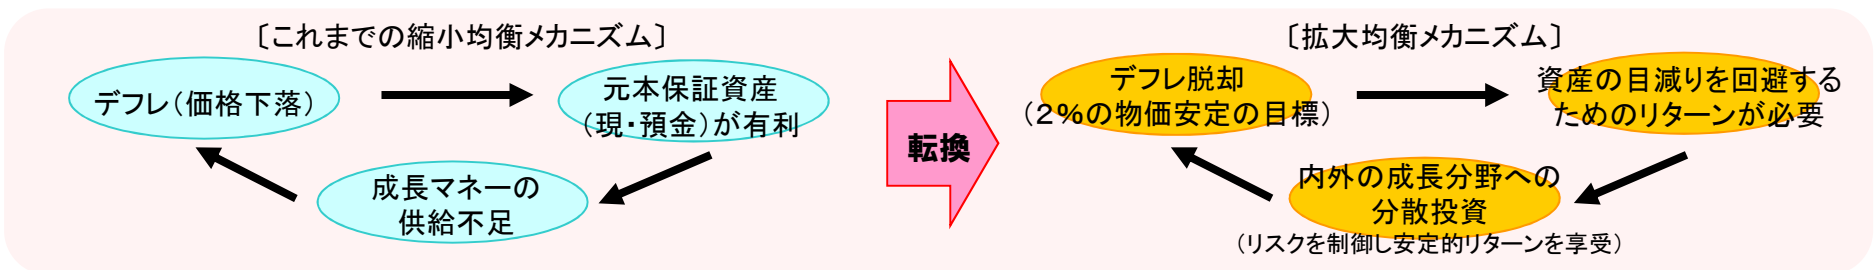 〔これまでの縮小均衡メカニズム〕
デフレ（価格下落）
元本保証資産
（現・預金）が有利
成長マネーの
供給不足
転換
〔拡大均衡メカニズム〕
デフレ脱却
（２％の物価安定の目標）
資産の目減りを回避する
ためのリターンが必要
内外の成長分野への
分散投資
（リスクを制御し安定的リターンを享受）